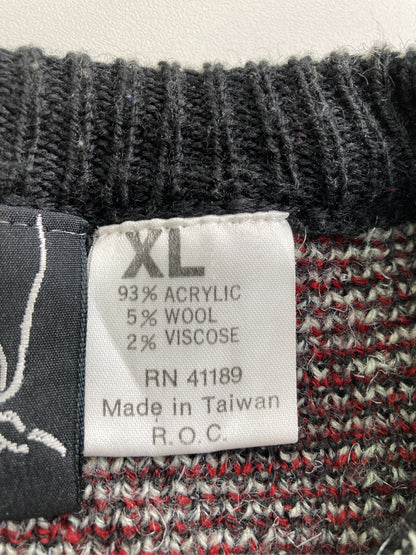 XL
93% ACRYLIC
5% WOOL
2% VISCOSE
RN 41189
Made in Taiwan
R.O.C.